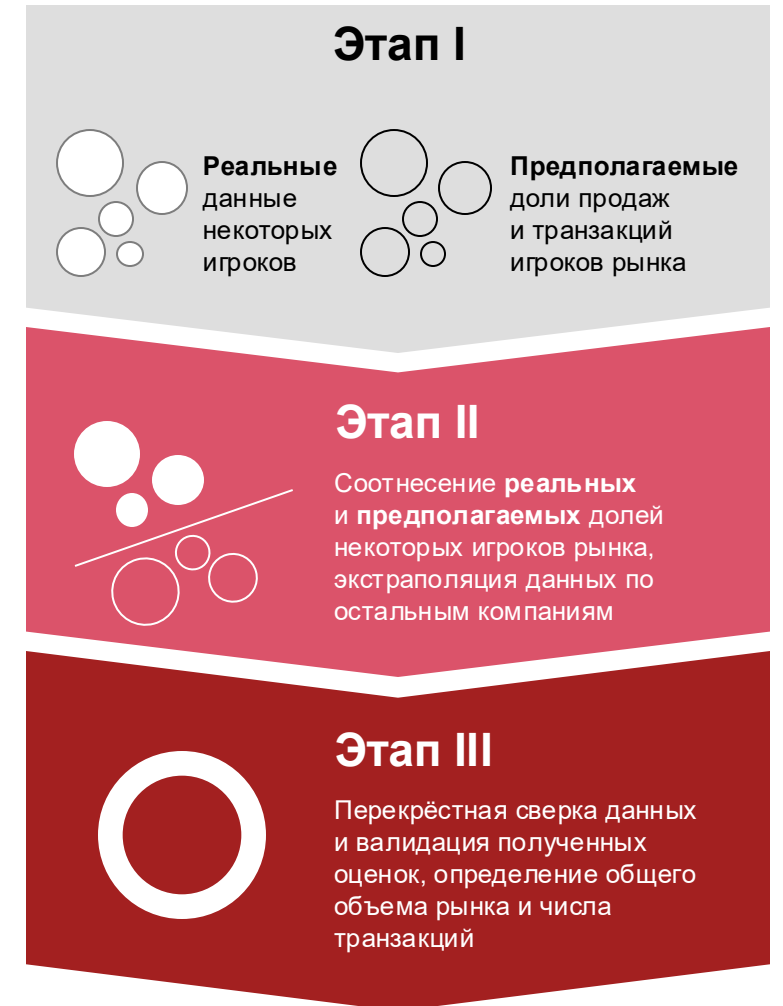 Этап I
Реальные
данные
некоторых
игроков
Предполагаемые
доли продаж
и транзакций
игроков рынка
Этап II
Соотнесение реальных
и предполагаемых долей
некоторых игроков рынка,
экстраполяция данных по
остальным компаниям
Этап III
Перекрёстная сверка данных
и валидация полученных
оценок, определение общего
объема рынка и числа
транзакций